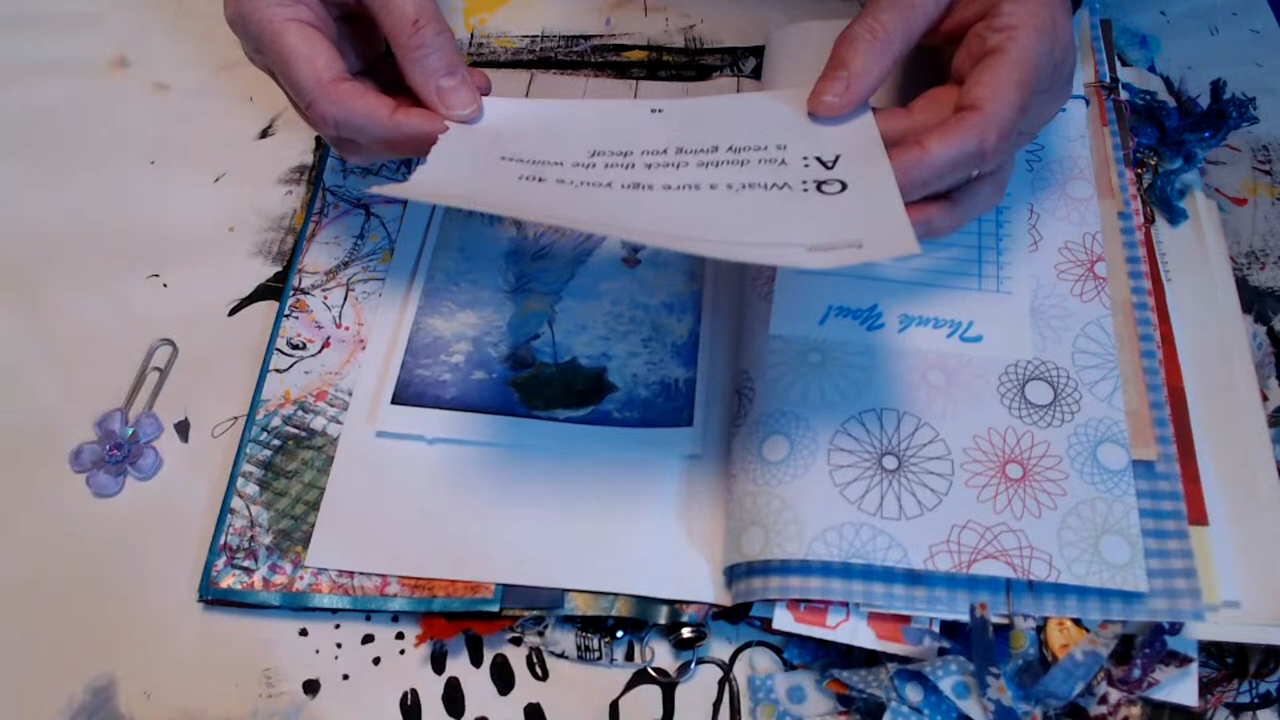 Q: What's a sure sign you're 40?
A: You double check that the waitress
is really giving you decaf.
48
Thank You!